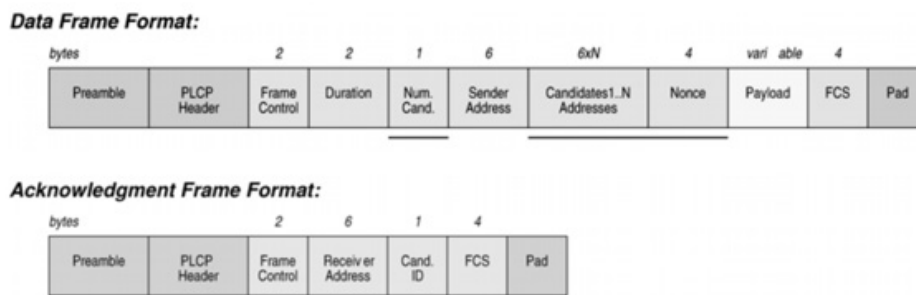 Data Frame Format:
bytes 2 2 1 6 6xN 4 vari able 4
Preamble PLCP Frame Duration Num. Sender Candidates1..N Nonce Payload FCS Pad
Header Control Cand. Address Addresses
Acknowledgment Frame Format:
bytes 2 6 1 4
Preamble PLCP Frame Receiv er Cand. FCS Pad
Header Control Address ID